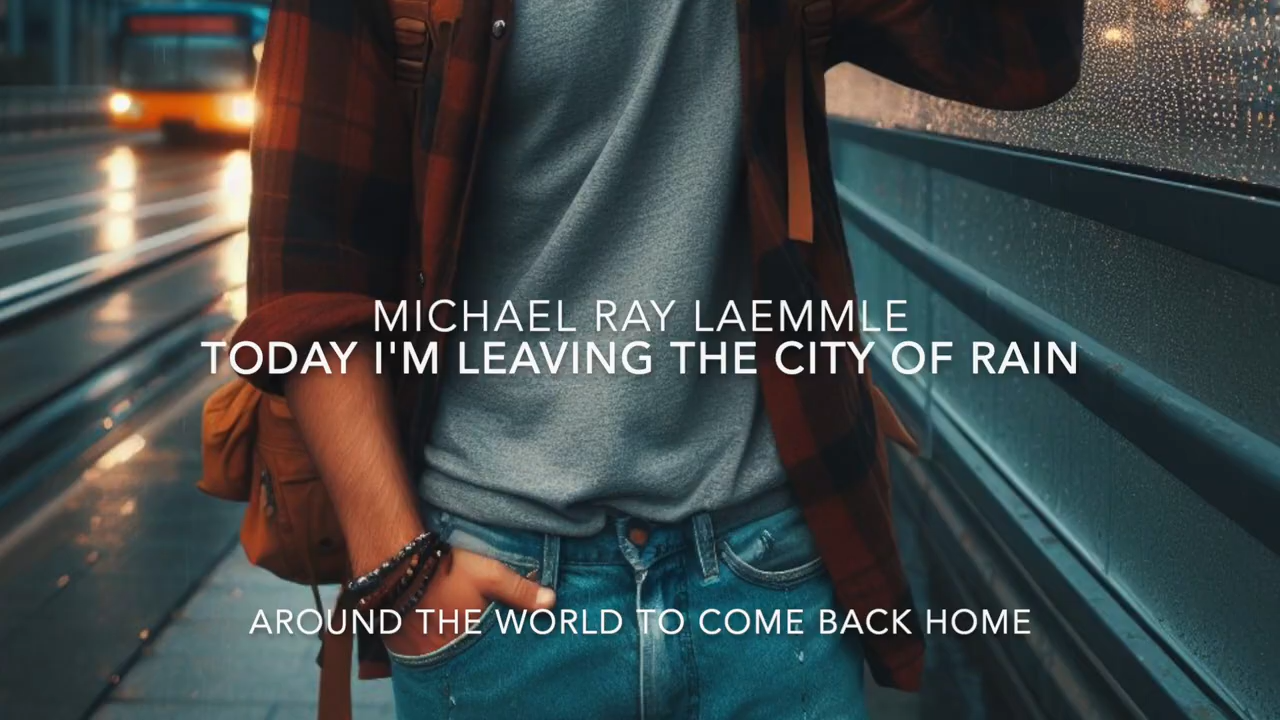 MICHAEL RAY LAEMMLE
TODAY I'M LEAVING THE CITY OF RAIN
AROUND THE WORLD TO COME BACK HOME